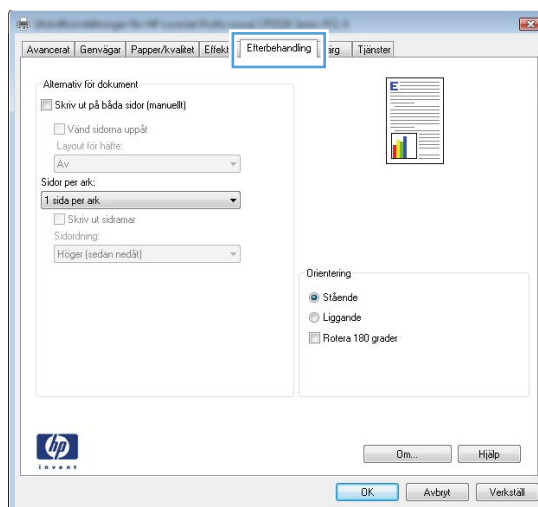 Avancerat Genvägar Papper/kvalitet Effekt Efterbehandling Tjänster
Alternativ för dokument
Skriv ut på båda sidor (manuellt)
Vänd sidorna uppåt
Layout för häfte:
Av
Sidor per ark:
1 sida per ark
Skriv ut sidramar
Sidordning:
Höger (sedan nedåt)
E
Orientering
Stående
Liggande
Rotera 180 grader
hp
invent
Om... Hjälp
OK Avbryt Verkställ